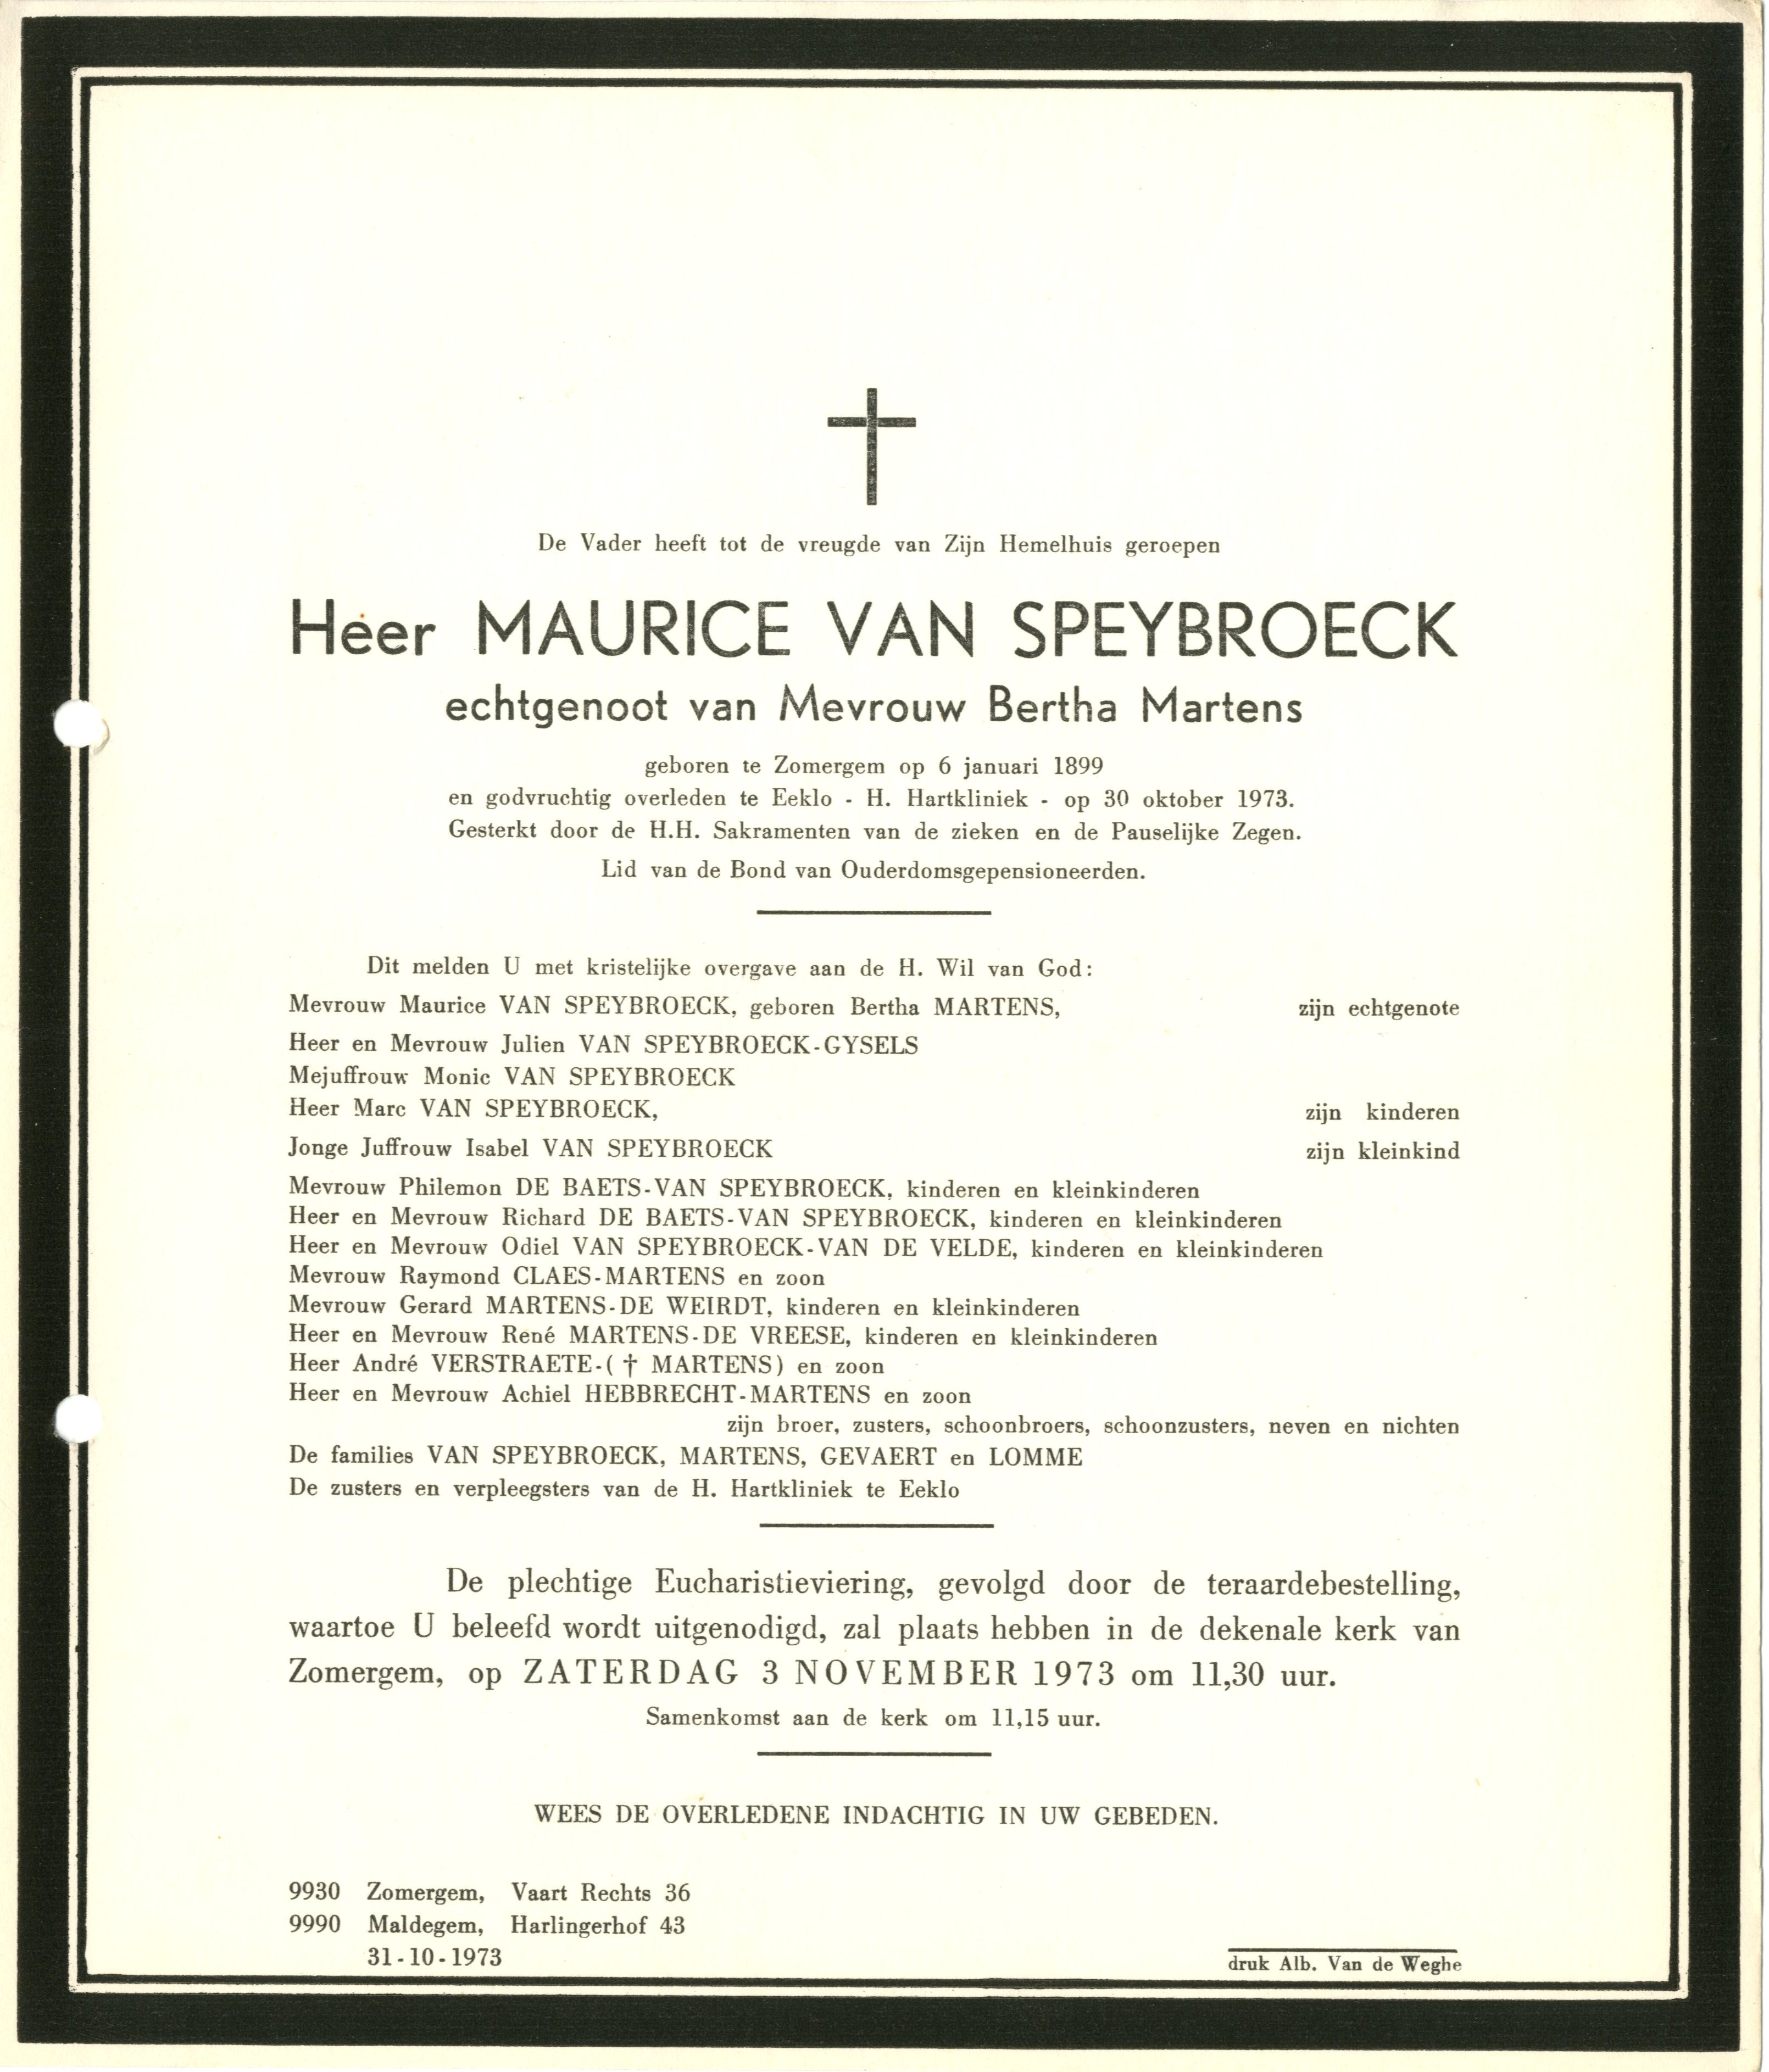 De Vader heeft tot de vreugde van Zijn Hemelhuis geroepen
Heer MAURICE VAN SPEYBROECK
echtgenoot van Mevrouw Bertha Martens
geboren te Zomergem op 6 januari 1899
en godvruchtig overleden te Eeklo - H. Hartkliniek - op 30 oktober 1973.
Gesterkt door de H.H. Sakramenten van de zieken en de Pauselijke Zegen.
Lid van de Bond van Ouderdomsgepensioneerden.
Dit melden U met kristelijke overgave aan de H. Wil van God:
Mevrouw Maurice VAN SPEYBROECK, geboren Bertha MARTENS, zijn echtgenote
Heer en Mevrouw Julien VAN SPEYBROECK-GYSELS
Mejuffrouw Monic VAN SPEYBROECK
Heer Marc VAN SPEYBROECK, zijn kinderen
Jonge Juffrouw Isabel VAN SPEYBROECK zijn kleinkind
Mevrouw Philemon DE BAETS-VAN SPEYBROECK, kinderen en kleinkinderen
Heer en Mevrouw Richard DE BAETS-VAN SPEYBROECK, kinderen en kleinkinderen
Heer en Mevrouw Odiel VAN SPEYBROECK-VAN DE VELDE, kinderen en kleinkinderen
Mevrouw Raymond CLAES-MARTENS en zoon
Mevrouw Gerard MARTENS-DE WEIRDT, kinderen en kleinkinderen
Heer en Mevrouw René MARTENS-DE VREESE, kinderen en kleinkinderen
Heer André VERSTRAETE-( † MARTENS) en zoon
Heer en Mevrouw Achiel HEBBRECHT-MARTENS en zoon
zijn broer, zusters, schoonbroers, schoonzusters, neven en nichten
De families VAN SPEYBROECK, MARTENS, GEVAERT en LOMME
De zusters en verpleegsters van de H. Hartkliniek te Eeklo
De plechtige Eucharistieviering, gevolgd door de teraardebestelling,
waartoe U beleefd wordt uitgenodigd, zal plaats hebben in de dekenale kerk van
Zomergem, op ZATERDAG 3 NOVEMBER 1973 om 11,30 uur.
Samenkomst aan de kerk om 11,15 uur.
WEES DE OVERLEDENE INDACHTIG IN UW GEBEDEN.
9930 Zomergem, Vaart Rechts 36
9990 Maldegem, Harlingerhof 43
31-10-1973
druk Alb. Van de Weghe